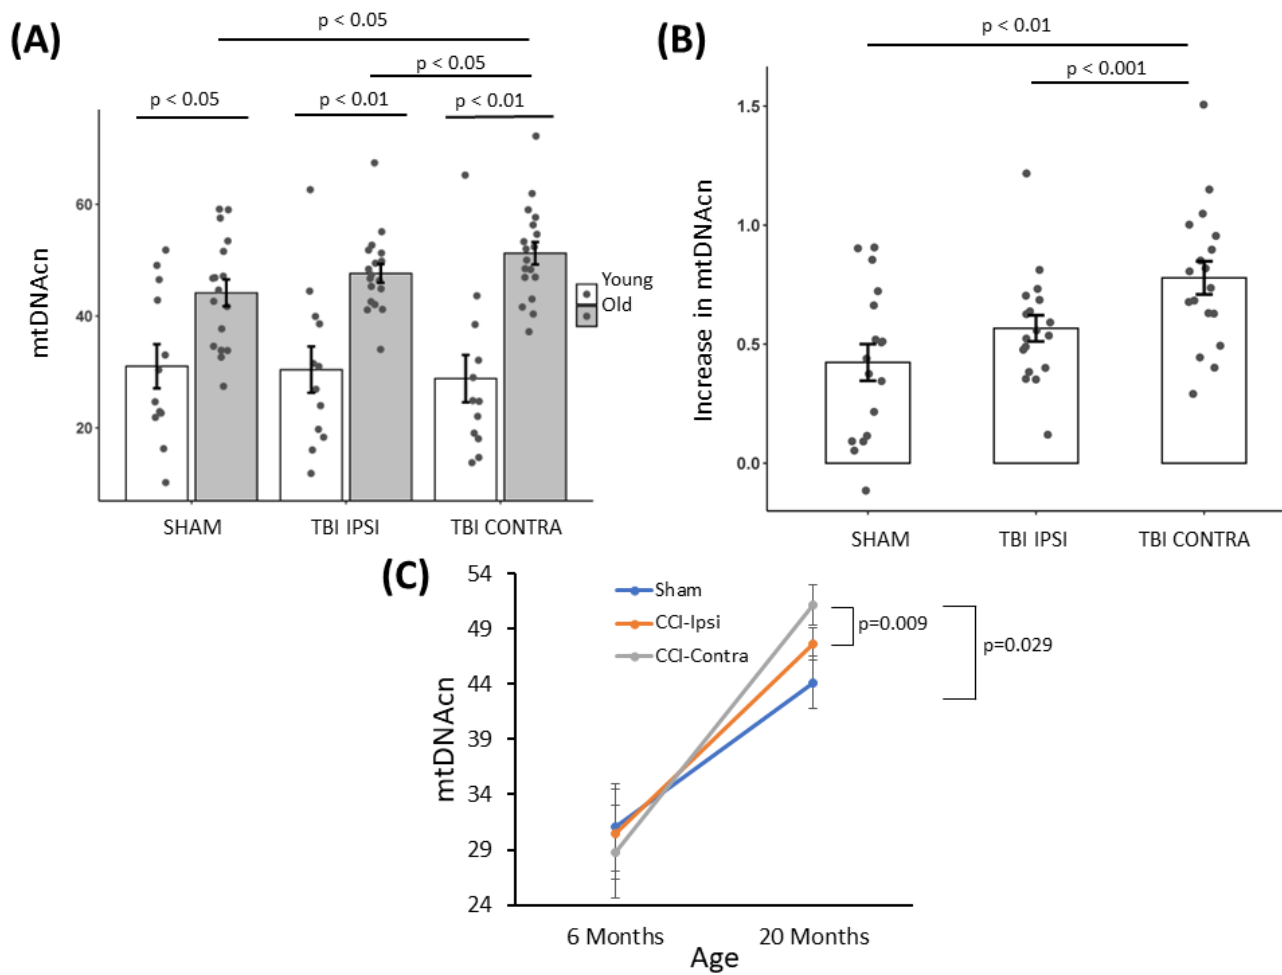 (A)
p < 0.05
p < 0.05
p < 0.05
p < 0.01
p < 0.01
mtDNAcn
60
40
20
Young
Old
SHAM
TBI IPSI
TBI CONTRA
(B)
p < 0.01
p < 0.001
Increase in mtDNAcn
1.5
1.0
0.5
0.0
SHAM
TBI IPSI
TBI CONTRA
(C)
mtDNAcn
54
49
44
39
34
29
24
Sham
CCI-Ipsi
CCI-Contra
p=0.009
p=0.029
6 Months
20 Months
Age